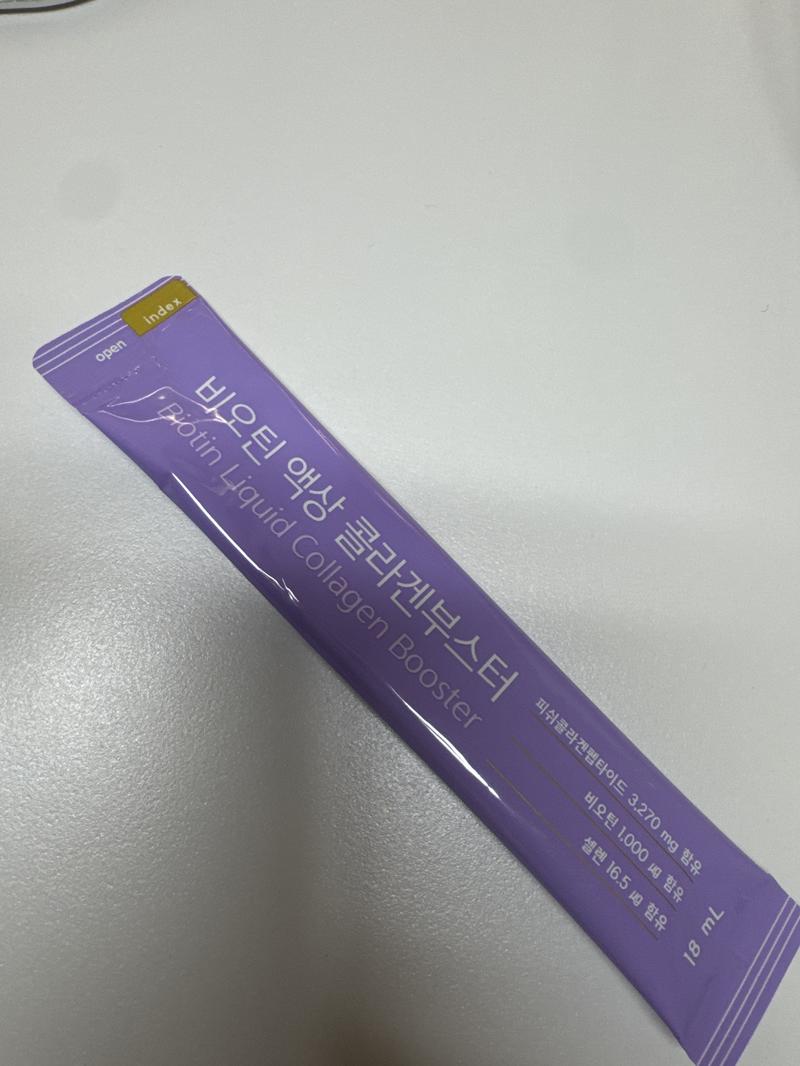 index
open
비오틴 액상 콜라겐부스터
Biotin Liquid Collagen Booster
피쉬콜라겐펩타이드 3,270 mg 함유
비오틴 1,000 ㎍ 함유
셀렌 16.5 ㎍ 함유
18 mL